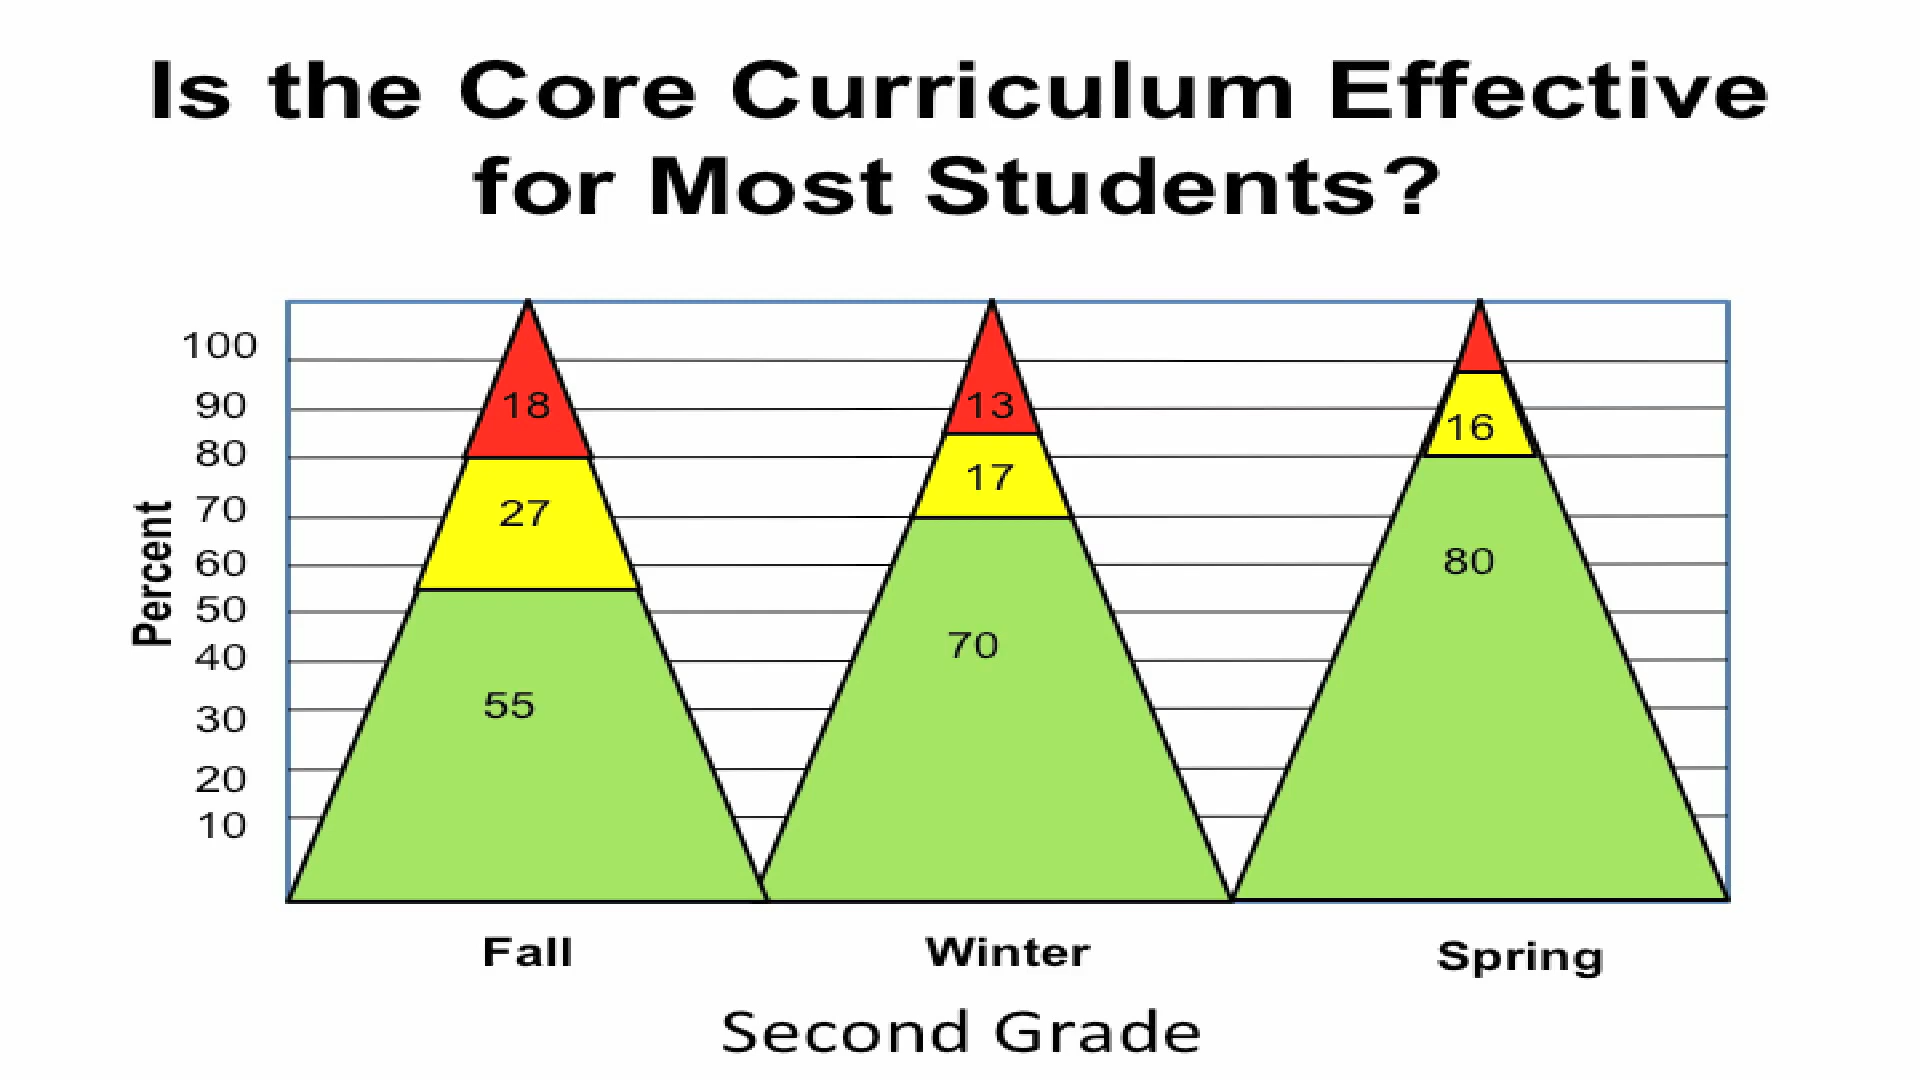 Is the Core Curriculum Effective
for Most Students?
Percent
100
90
80
70
60
50
40
30
20
10
18
27
55
13
17
70
16
80
Fall
Winter
Spring
Second Grade